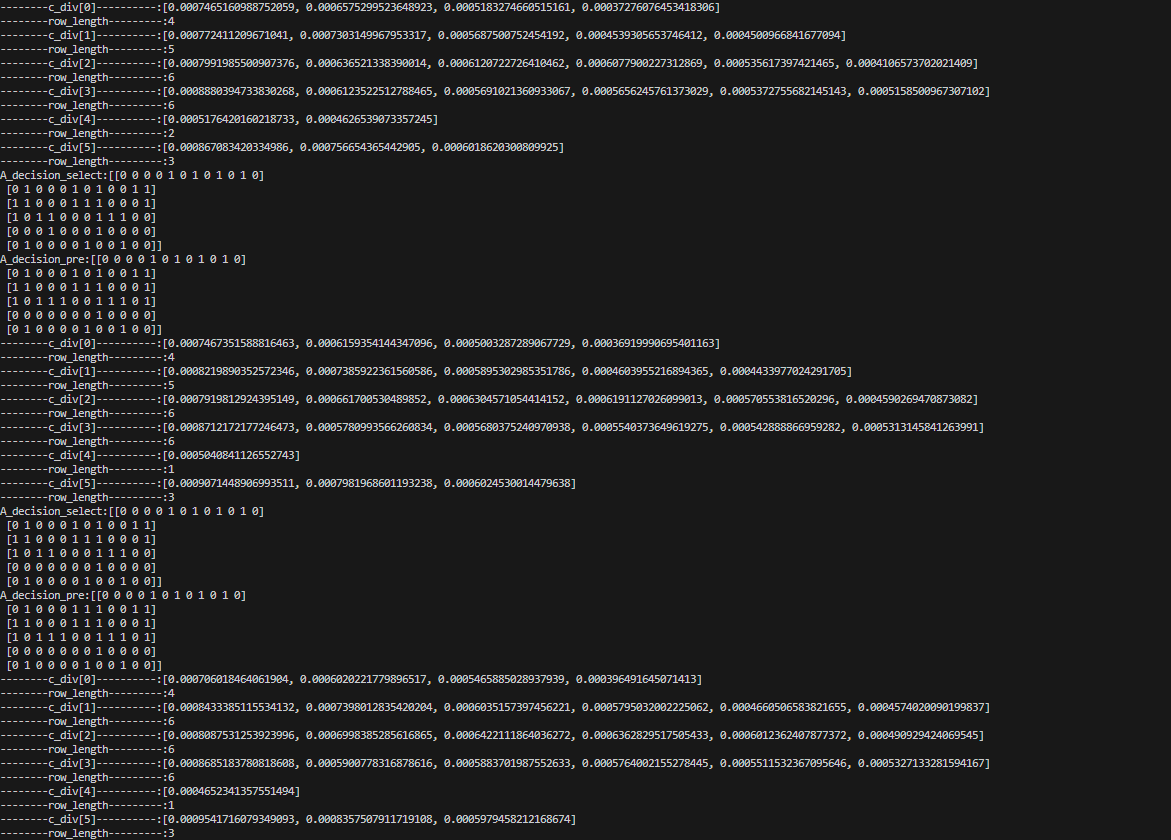 --------c_div[0]----------:[0.0007465160988752059, 0.0006575299523648923, 0.0005183274660515161, 0.00037276076453418306]
--------row_length---------:4
--------c_div[1]----------:[0.000772411209671041, 0.0007303149967953317, 0.0005687500752454192, 0.0004539305653746412, 0.0004500966841677094]
--------row_length---------:5
--------c_div[2]----------:[0.0007991985500907376, 0.000636521338390014, 0.0006120722726410462, 0.0006077900227312869, 0.000535617397421465, 0.0004106573702021409]
--------row_length---------:6
--------c_div[3]----------:[0.0008880394733830268, 0.0006123522512788465, 0.0005691021360933067, 0.0005656245761373029, 0.0005372755682145143, 0.0005158500967307102]
--------row_length---------:6
--------c_div[4]----------:[0.0005176420160218733, 0.0004626539073357245]
--------row_length---------:2
--------c_div[5]----------:[0.000867083420334986, 0.000756654365442905, 0.0006018620300809925]
--------row_length---------:3
A_decision_select:[[0 0 0 0 1 0 1 0 1 0 1 0]
 [0 1 0 0 0 1 0 1 0 0 1 1]
 [1 1 0 0 0 1 1 1 0 0 0 1]
 [1 0 1 1 0 0 0 1 1 1 0 0]
 [0 0 0 1 0 0 0 1 0 0 0 0]
 [0 1 0 0 0 0 1 0 0 1 0 0]]
A_decision_pre:[[0 0 0 0 1 0 1 0 1 0 1 0]
 [0 1 0 0 0 1 0 1 0 0 1 1]
 [1 1 0 0 0 1 1 1 0 0 0 1]
 [1 0 1 1 1 0 0 1 1 1 0 1]
 [0 0 0 0 0 0 0 1 0 0 0 0]
 [0 1 0 0 0 0 1 0 0 1 0 0]]
--------c_div[0]----------:[0.0007467351588816463, 0.0006159354144347096, 0.0005003287289067729, 0.00036919990695401163]
--------row_length---------:4
--------c_div[1]----------:[0.0008219890352572346, 0.0007385922361560586, 0.0005895302985351786, 0.0004603955216894365, 0.0004433977024291705]
--------row_length---------:5
--------c_div[2]----------:[0.0007919812924395149, 0.000661700530489852, 0.0006304571054414152, 0.0006191127026099013, 0.000570553816520296, 0.0004590269470873082]
--------row_length---------:6
--------c_div[3]----------:[0.0008712172177246473, 0.0005780993566260834, 0.0005680375240970938, 0.0005540373649619275, 0.000542888866959282, 0.0005313145841263991]
--------row_length---------:6
--------c_div[4]----------:[0.0005040841126552743]
--------row_length---------:1
--------c_div[5]----------:[0.0009071448906993511, 0.0007981968601193238, 0.0006024530014479638]
--------row_length---------:3
A_decision_select:[[0 0 0 0 1 0 1 0 1 0 1 0]
 [0 1 0 0 0 1 0 1 0 0 1 1]
 [1 1 0 0 0 1 1 1 0 0 0 1]
 [1 0 1 1 0 0 0 1 1 1 0 0]
 [0 0 0 0 0 0 0 1 0 0 0 0]
 [0 1 0 0 0 0 1 0 0 1 0 0]]
A_decision_pre:[[0 0 0 0 1 0 1 0 1 0 1 0]
 [0 1 0 0 0 1 1 1 0 0 1 1]
 [1 1 0 0 0 1 1 1 0 0 0 1]
 [1 0 1 1 1 0 0 1 1 1 0 1]
 [0 0 0 0 0 0 0 1 0 0 0 0]
 [0 1 0 0 0 0 1 0 0 1 0 0]]
--------c_div[0]----------:[0.000706018464061904, 0.0006020221779896517, 0.0005465885028937939, 0.000396491645071413]
--------row_length---------:4
--------c_div[1]----------:[0.0008433385115534132, 0.0007398012835420204, 0.0006035157397456221, 0.0005795032002225062, 0.0004660506583821655, 0.0004574020090199837]
--------row_length---------:6
--------c_div[2]----------:[0.0008087531253923996, 0.0006998385285616865, 0.0006422111864036272, 0.0006362829517505433, 0.0006012362407877372, 0.000490929424069545]
--------row_length---------:6
--------c_div[3]----------:[0.0008685183780818608, 0.0005900778316878616, 0.0005883701987552633, 0.0005764002155278445, 0.0005511532367095646, 0.0005327133281594167]
--------row_length---------:6
--------c_div[4]----------:[0.0004652341357551494]
--------row_length---------:1
--------c_div[5]----------:[0.0009541716079349093, 0.0008357507911719108, 0.0005979458212168674]
--------row_length---------:3